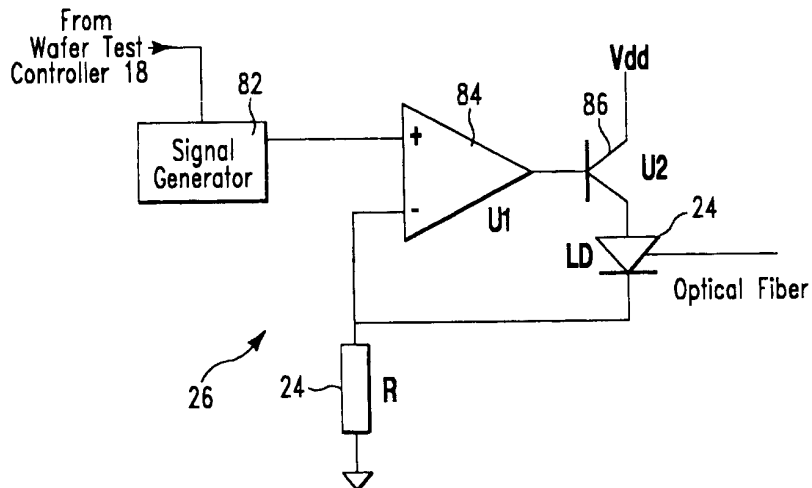 From
Wafer Test
Controller 18
82
Signal
Generator
+
-
84
U1
Vdd
86
U2
24
LD
Optical Fiber
26
24
R